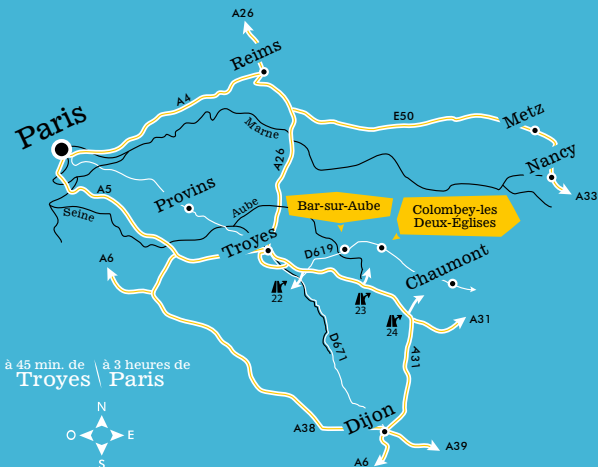 A26
Reims
A4
Paris
Marne
E50
Metz
Nancy
A33
A26
A5
Provins
Seine
Aube
Bar-sur-Aube
Colombey-les
Deux-Églises
Troyes
D619
A6
Chaumont
22
23
24
A31
D671
A31
à 45 min. de
Troyes
à 3 heures de
Paris
N
O
E
S
A38
Dijon
A39
A6